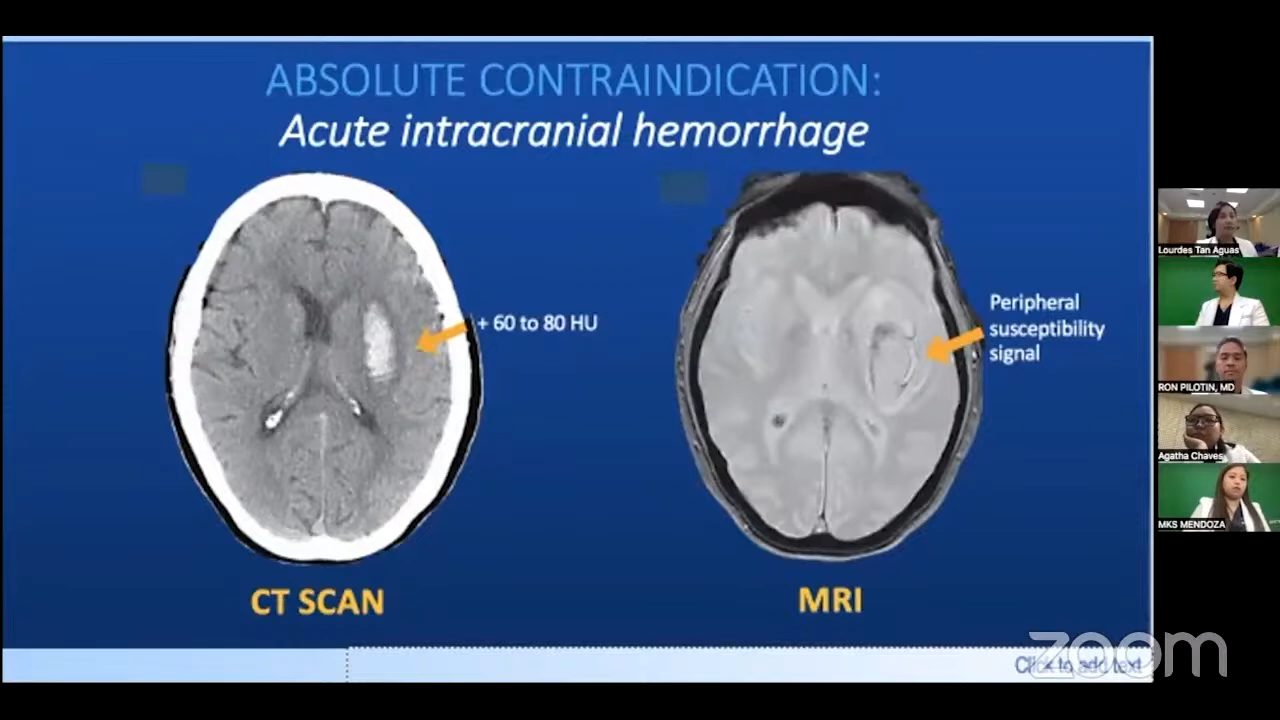 ABSOLUTE CONTRAINDICATION:
Acute intracranial hemorrhage
+ 60 to 80 HU
Peripheral
susceptibility
signal
CT SCAN
MRI
Click to add text
zoom
Lourdes Tan Aguas
RON PILOTIN, MD
Agatha Chaves
MKS MENDOZA